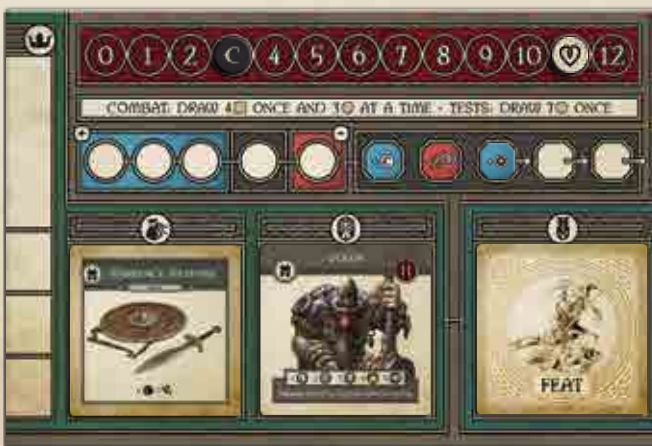 0 1 2 C 4 5 6 7 8 9 10 12
COMBAT: DRAW 4 ONCE AND 3 AT A TIME • TESTS: DRAW 7 ONCE
FEAT